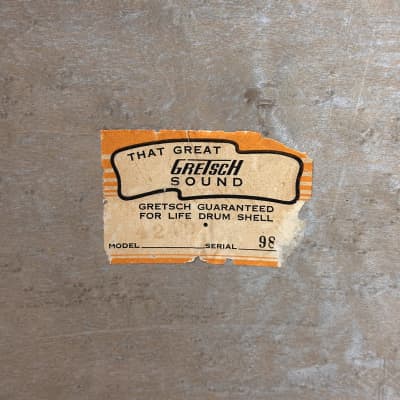 THAT GREAT
GRETSCH
SOUND
GRETSCH GUARANTEED
FOR LIFE DRUM SHELL
MODEL SERIAL 98